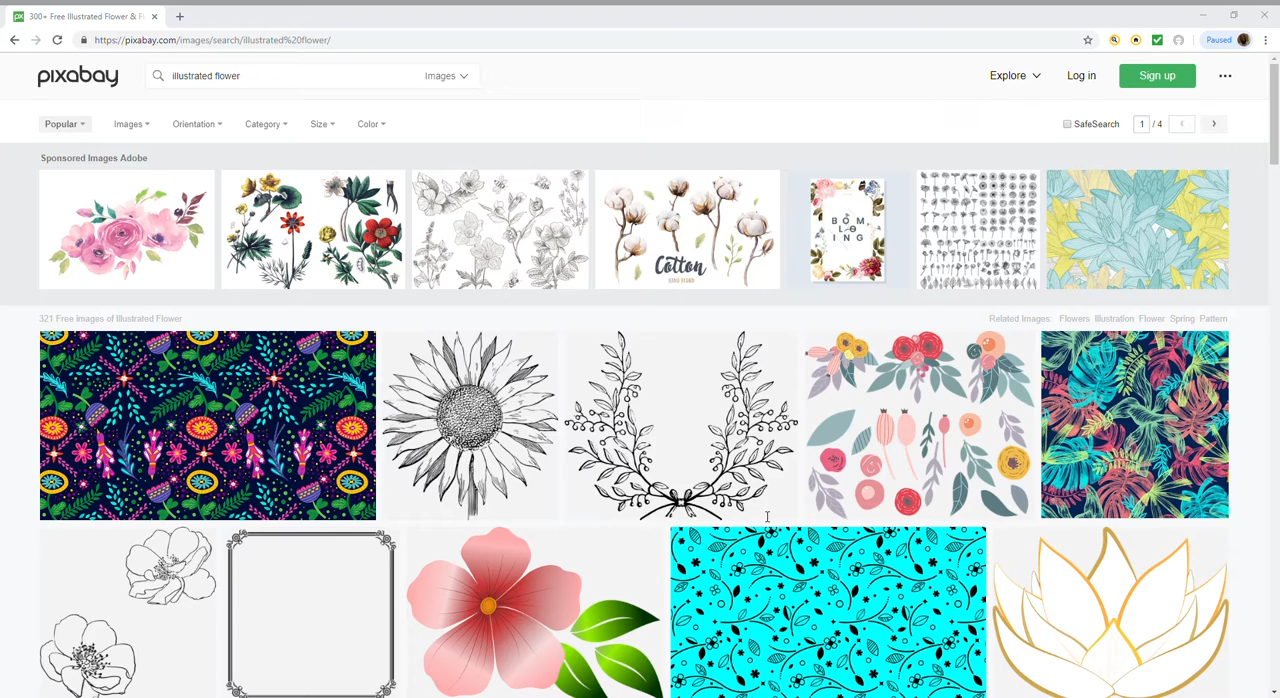 300+ Free Illustrated Flower & Fl
https://pixabay.com/images/search/illustrated%20flower/
Paused
pixabay
illustrated flower
Images
Explore
Log in
Sign up
Popular
Images
Orientation
Category
Size
Color
SafeSearch
1 / 4
Sponsored Images Adobe
Cotton
BOOM,
LO
ING
321 Free images of Illustrated Flower
Related Images: Flowers Illustration Flower Spring Pattern